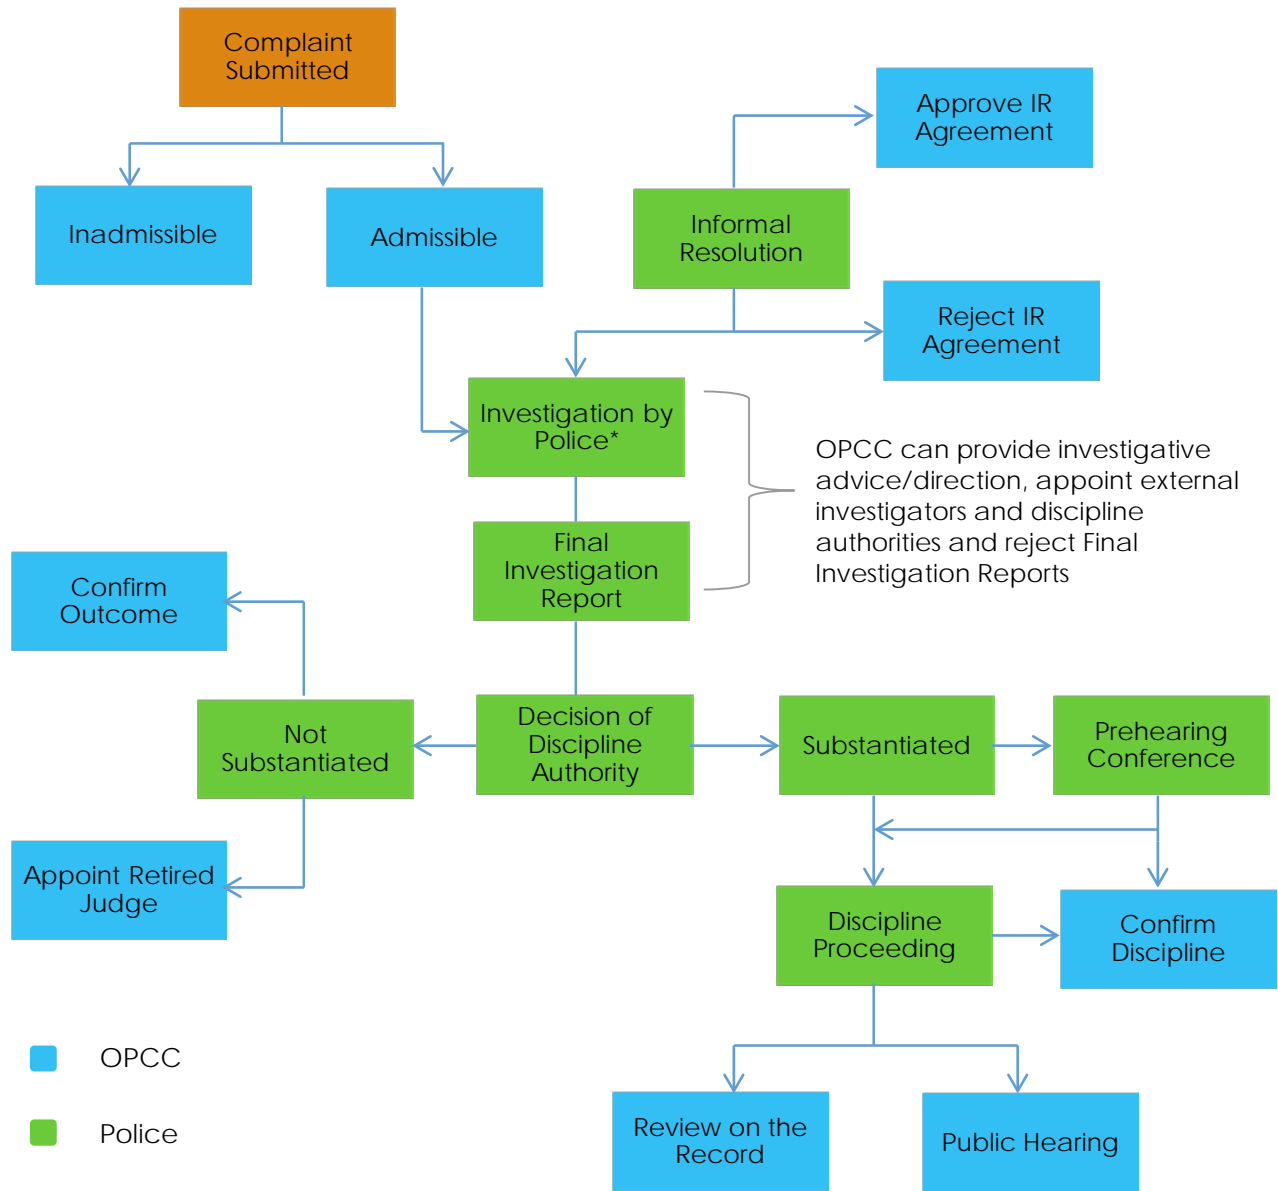 Complaint
Submitted
Approve IR
Agreement
Inadmissible
Admissible
Informal
Resolution
Reject IR
Agreement
Investigation by
Police*
OPCC can provide investigative
advice/direction, appoint external
investigators and discipline
authorities and reject Final
Investigation Reports
Final
Investigation
Report
Confirm
Outcome
Not
Substantiated
Decision of
Discipline
Authority
Substantiated
Prehearing
Conference
Appoint Retired
Judge
Discipline
Proceeding
Confirm
Discipline
OPCC
Police
Review on the
Record
Public Hearing